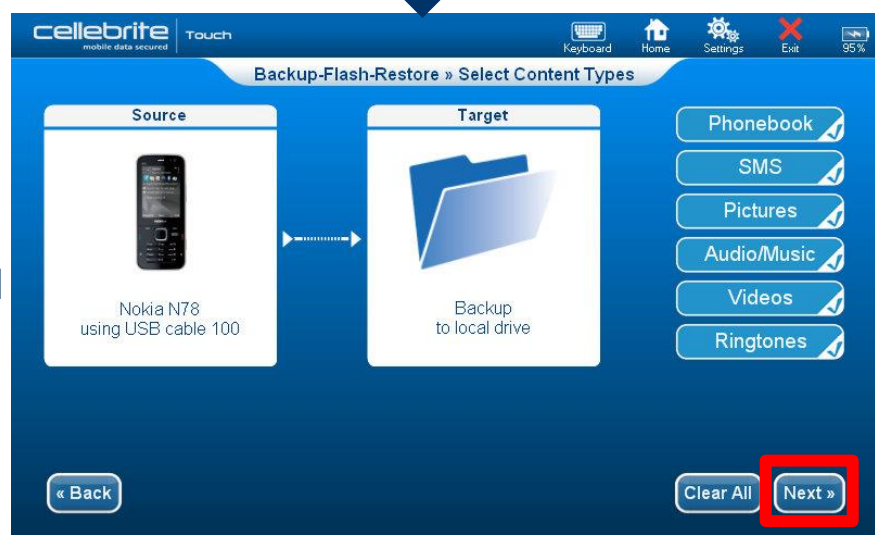 cellebrite
mobile data secured
Touch
Keyboard
Home
Settings
Exit
95%
Backup-Flash-Restore » Select Content Types
Source
Target
Nokia N78
using USB cable 100
Backup
to local drive
Phonebook
SMS
Pictures
Audio/Music
Videos
Ringtones
« Back
Clear All
Next »